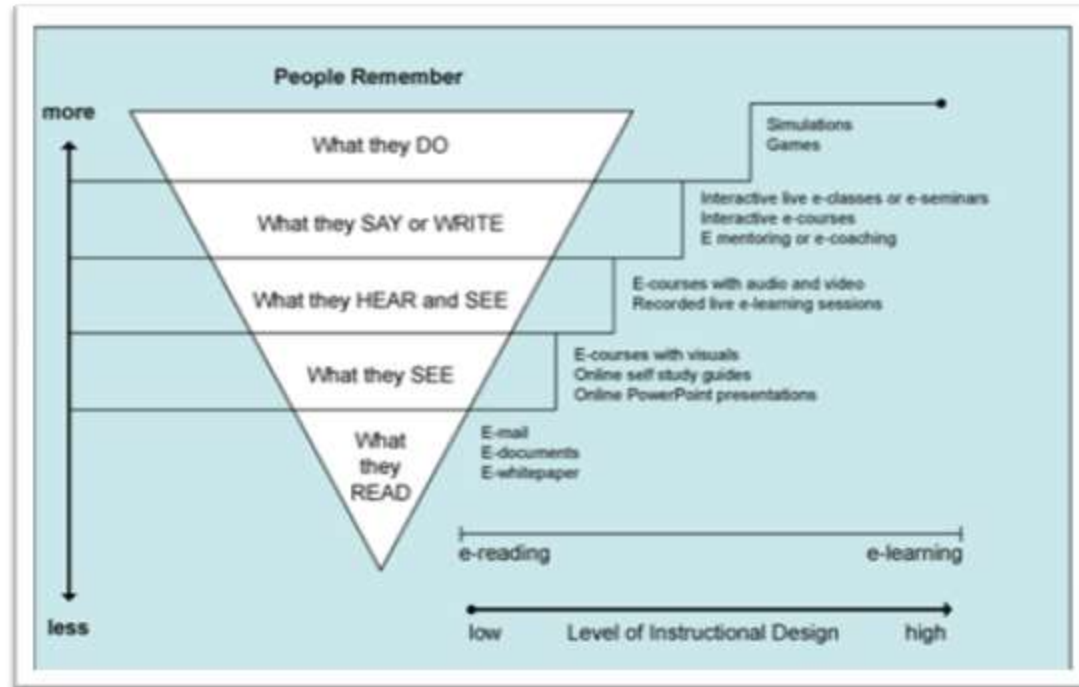 People Remember
more
What they DO
Simulations
Games
What they SAY or WRITE
Interactive live e-classes or e-seminars
Interactive e-courses
E mentoring or e-coaching
What they HEAR and SEE
E-courses with audio and video
Recorded live e-learning sessions
What they SEE
E-courses with visuals
Online self study guides
Online PowerPoint presentations
What
they
READ
E-mail
E-documents
E-whitepaper
e-reading e-learning
less
low Level of Instructional Design high